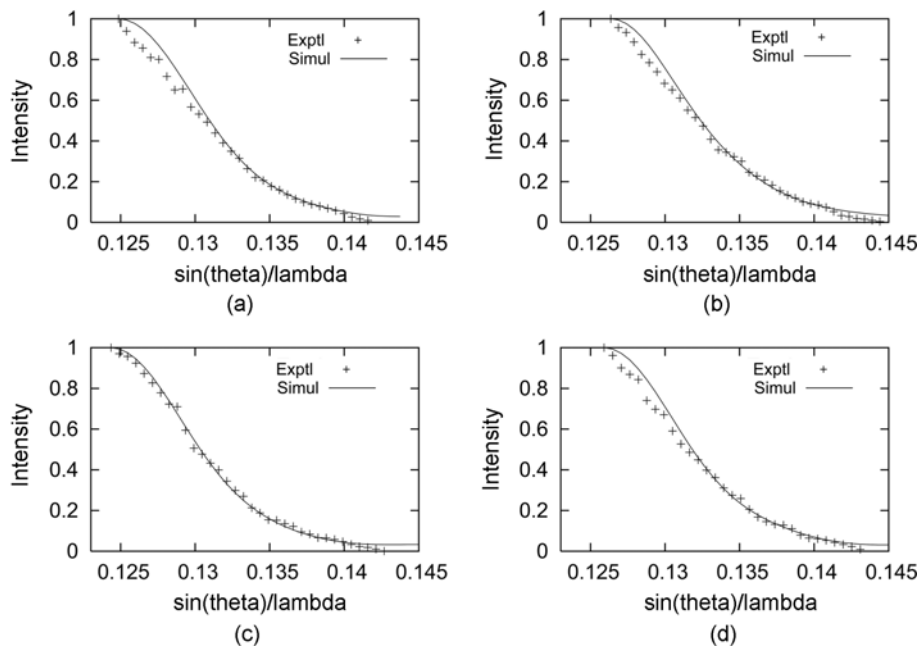 1
0.8
0.6
0.4
0.2
0
Intensity
Exptl +
Simul
0.125 0.13 0.135 0.14 0.145
sin(theta)/lambda
(a)
1
0.8
0.6
0.4
0.2
0
Intensity
Exptl +
Simul
0.125 0.13 0.135 0.14 0.145
sin(theta)/lambda
(b)
1
0.8
0.6
0.4
0.2
0
Intensity
Exptl +
Simul
0.125 0.13 0.135 0.14 0.145
sin(theta)/lambda
(c)
1
0.8
0.6
0.4
0.2
0
Intensity
Exptl +
Simul
0.125 0.13 0.135 0.14 0.145
sin(theta)/lambda
(d)